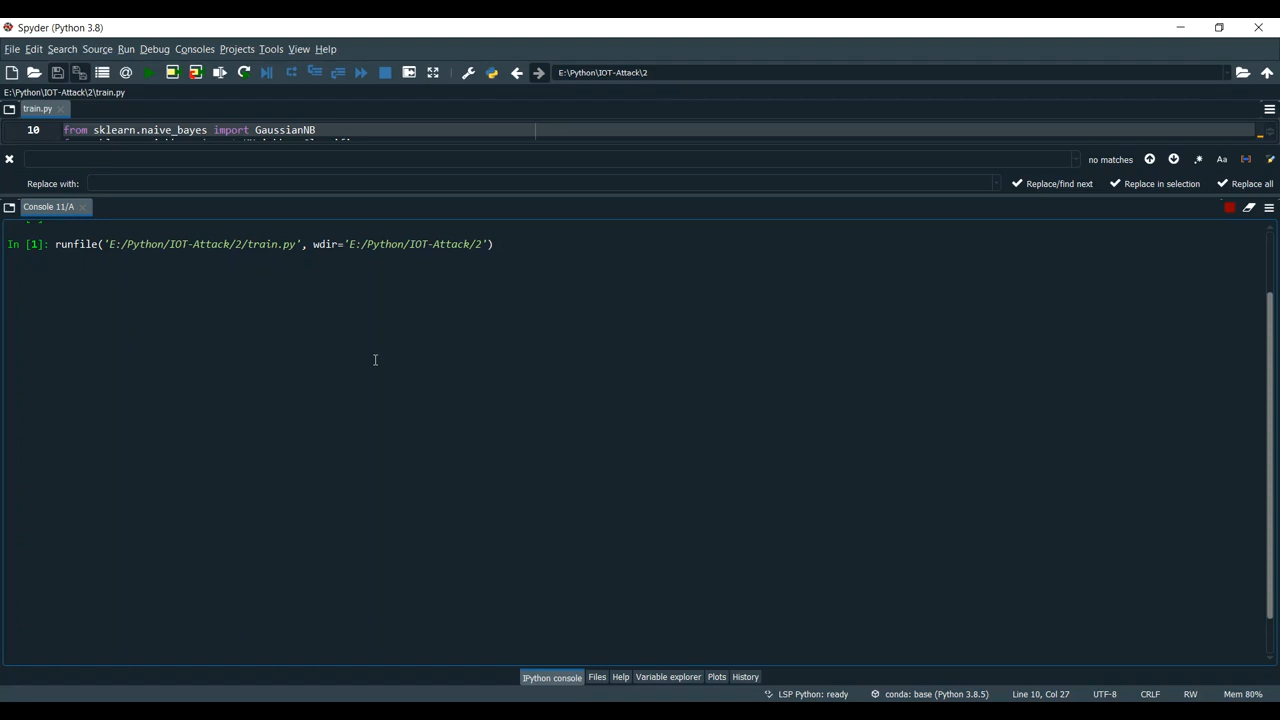 Spyder (Python 3.8)
File Edit Search Source Run Debug Consoles Projects Tools View Help
E:\Python\IOT-Attack\2
E:\Python\IOT-Attack\2\train.py
train.py
10 from sklearn.naive_bayes import GaussianNB
no matches
Aa
Replace with:
Replace/find next
Replace in selection
Replace all
Console 11/A
In [1]: runfile('E:/Python/IOT-Attack/2/train.py', wdir='E:/Python/IOT-Attack/2')
IPython console Files Help Variable explorer Plots History
LSP Python: ready conda: base (Python 3.8.5) Line 10, Col 27 UTF-8 CRLF RW Mem 80%